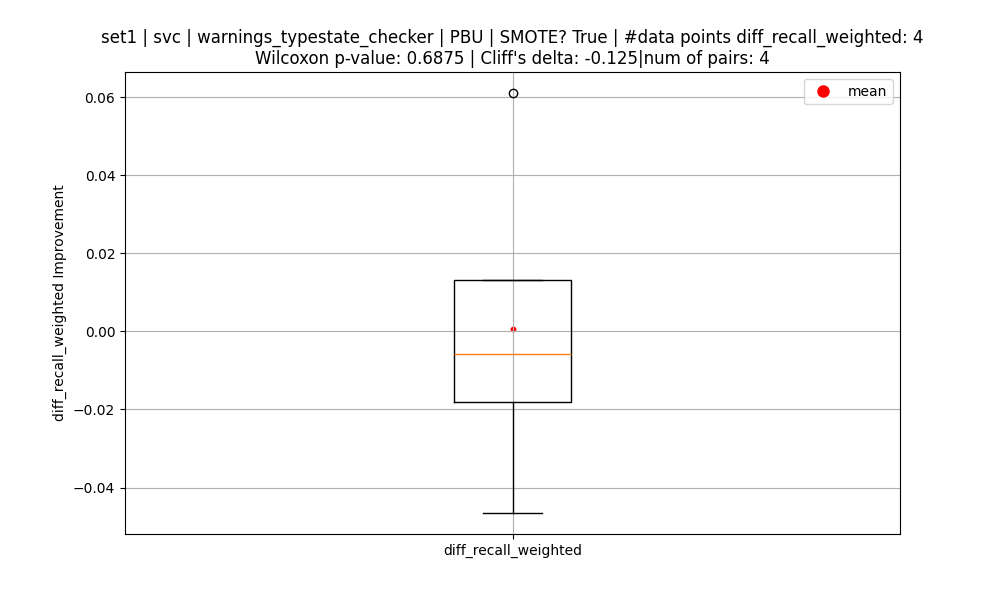 set1 | svc | warnings_typestate_checker | PBU | SMOTE? True | #data points diff_recall_weighted: 4
Wilcoxon p-value: 0.6875 | Cliff's delta: -0.125|num of pairs: 4
mean
0.06
0.04
0.02
0.00
−0.02
−0.04
diff_recall_weighted Improvement
diff_recall_weighted